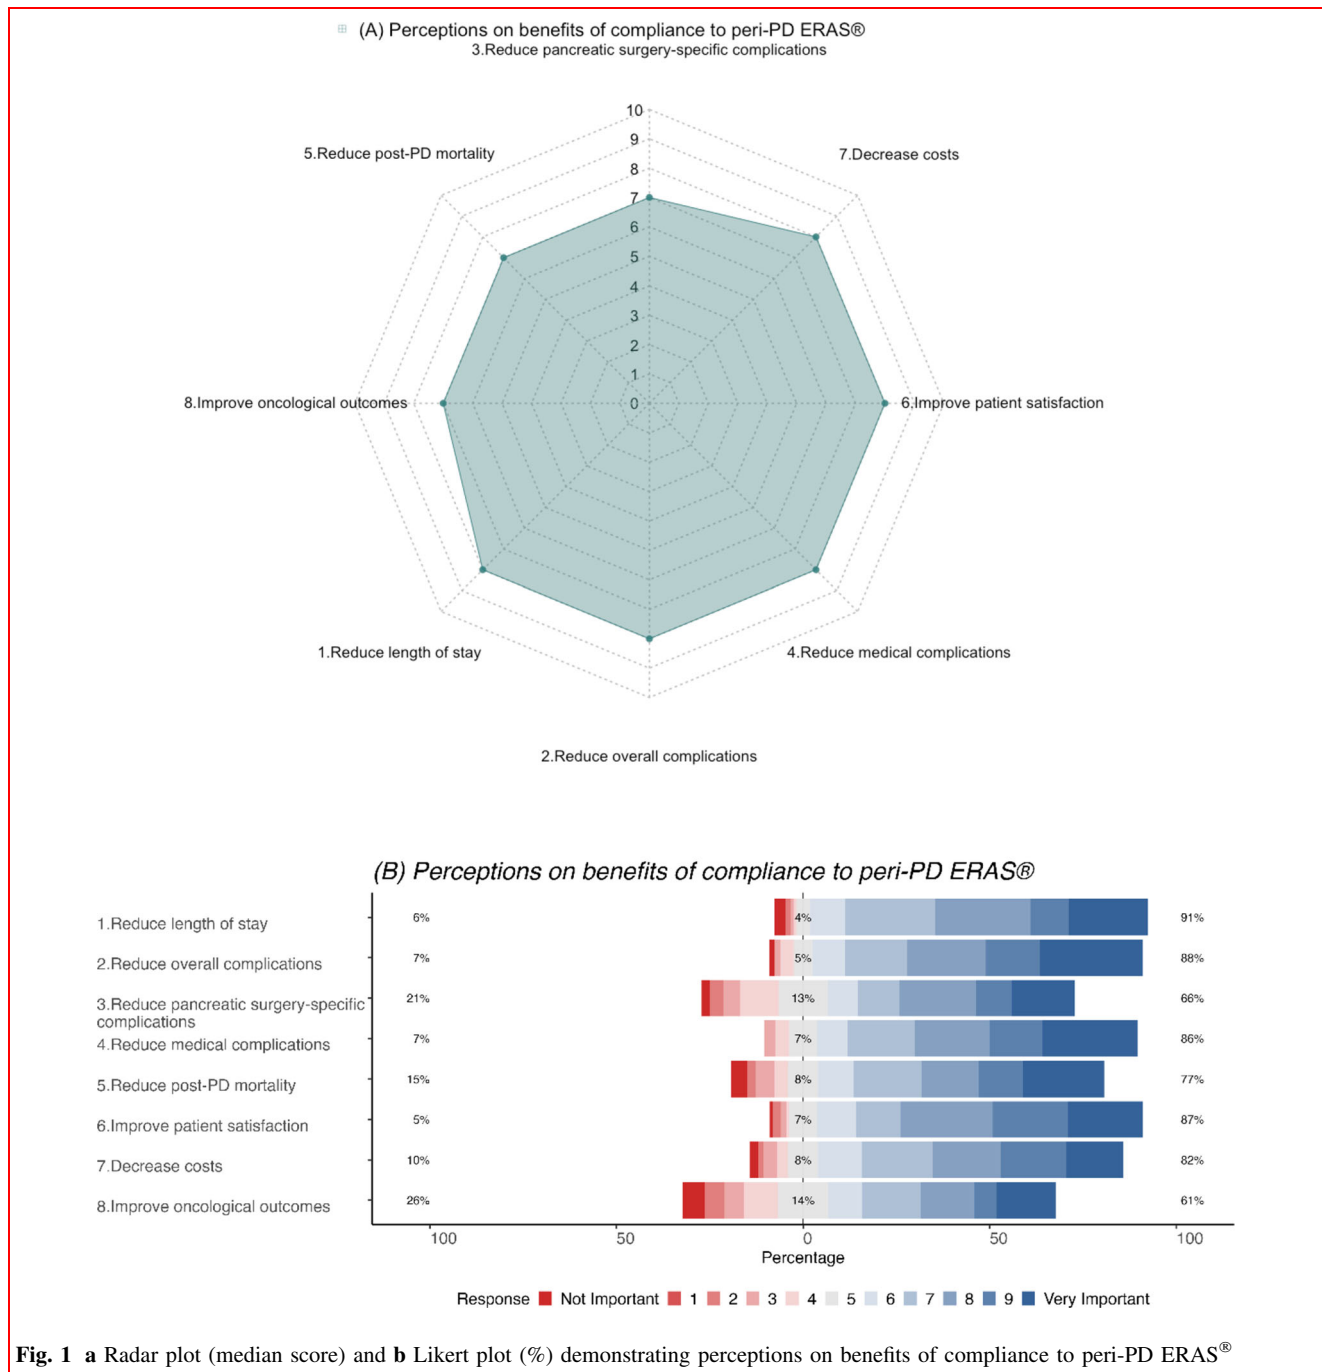 (A) Perceptions on benefits of compliance to peri-PD ERAS®
3.Reduce pancreatic surgery-specific complications
10
9
8
7
6
5
4
3
2
1
0
5.Reduce post-PD mortality
7.Decrease costs
8.Improve oncological outcomes
6.Improve patient satisfaction
1.Reduce length of stay
4.Reduce medical complications
2.Reduce overall complications
(B) Perceptions on benefits of compliance to peri-PD ERAS®
1.Reduce length of stay 6% 4% 91%
2.Reduce overall complications 7% 5% 88%
3.Reduce pancreatic surgery-specific 21% 13% 66%
complications
4.Reduce medical complications 7% 7% 86%
5.Reduce post-PD mortality 15% 8% 77%
6.Improve patient satisfaction 5% 7% 87%
7.Decrease costs 10% 8% 82%
8.Improve oncological outcomes 26% 14% 61%
100 50 0 50 100
Percentage
Response Not Important 1 2 3 4 5 6 7 8 9 Very Important
Fig. 1 a Radar plot (median score) and b Likert plot (%) demonstrating perceptions on benefits of compliance to peri-PD ERAS®